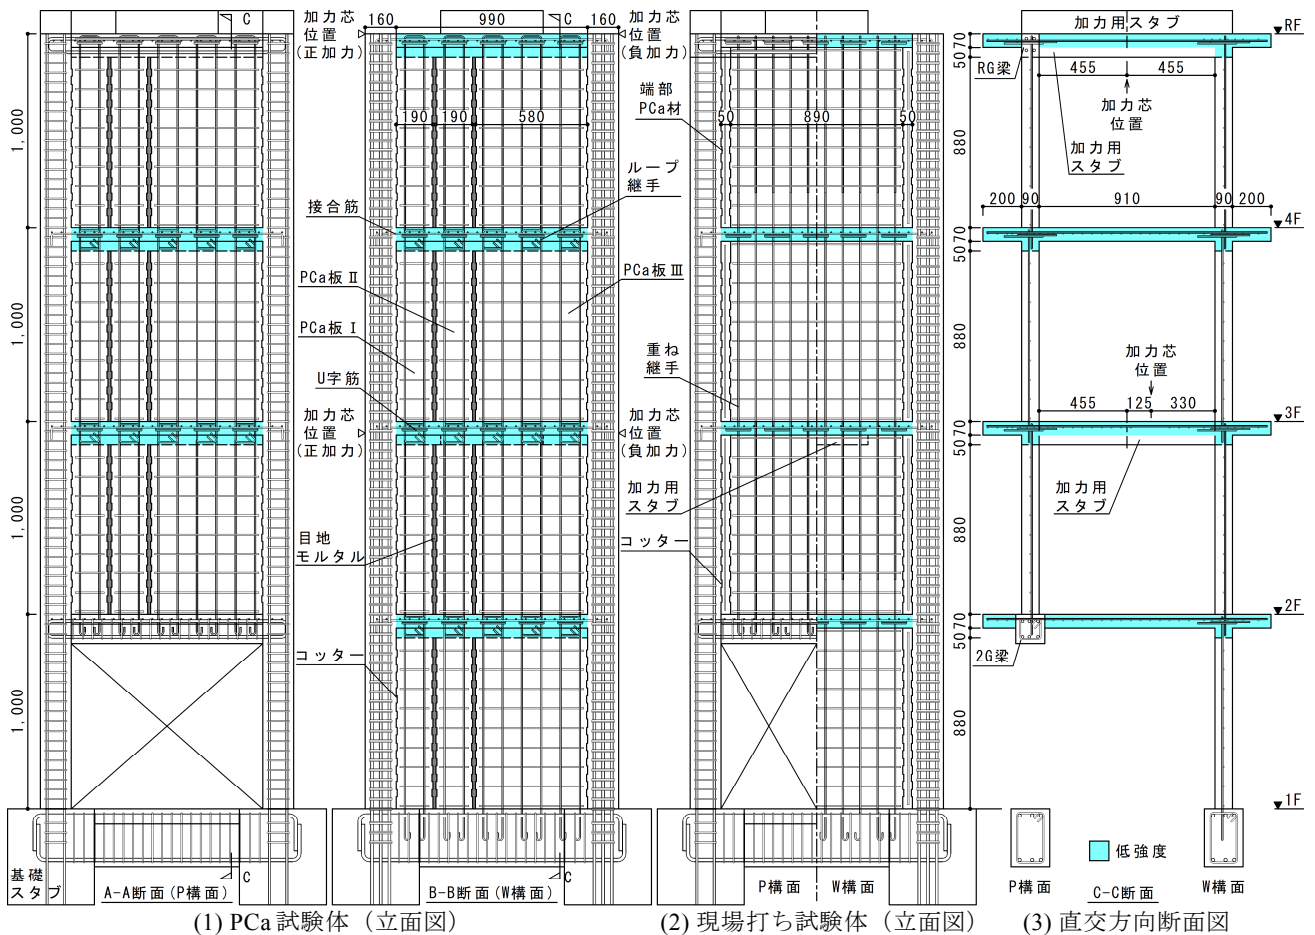 C
加力芯
位置
(正加力)
160
990
160
C
加力芯
位置
(負加力)
加力用スタブ
RF
RG梁
5070
455
455
加力芯
位置
加力用
スタブ
端部
PCa材
50
890
50
190
190
580
1,000
880
ループ
継手
接合筋
200
90
910
90
200
4F
5070
PCa板Ⅱ
PCa板Ⅲ
PCa板Ⅰ
1,000
880
重ね
継手
U字筋
加力芯
位置
(正加力)
加力芯
位置
(負加力)
加力芯
位置
455
125
330
3F
5070
加力用
スタブ
加力用
スタブ
1,000
目地
モルタル
コッター
880
2F
5070
2G梁
コッター
1,000
880
1F
低強度
基礎
スタブ
A-A断面(P構面)
C
B-B断面(W構面)
C
P構面
W構面
P構面
C-C断面
W構面
(1) PCa試験体（立面図）
(2) 現場打ち試験体（立面図）
(3) 直交方向断面図